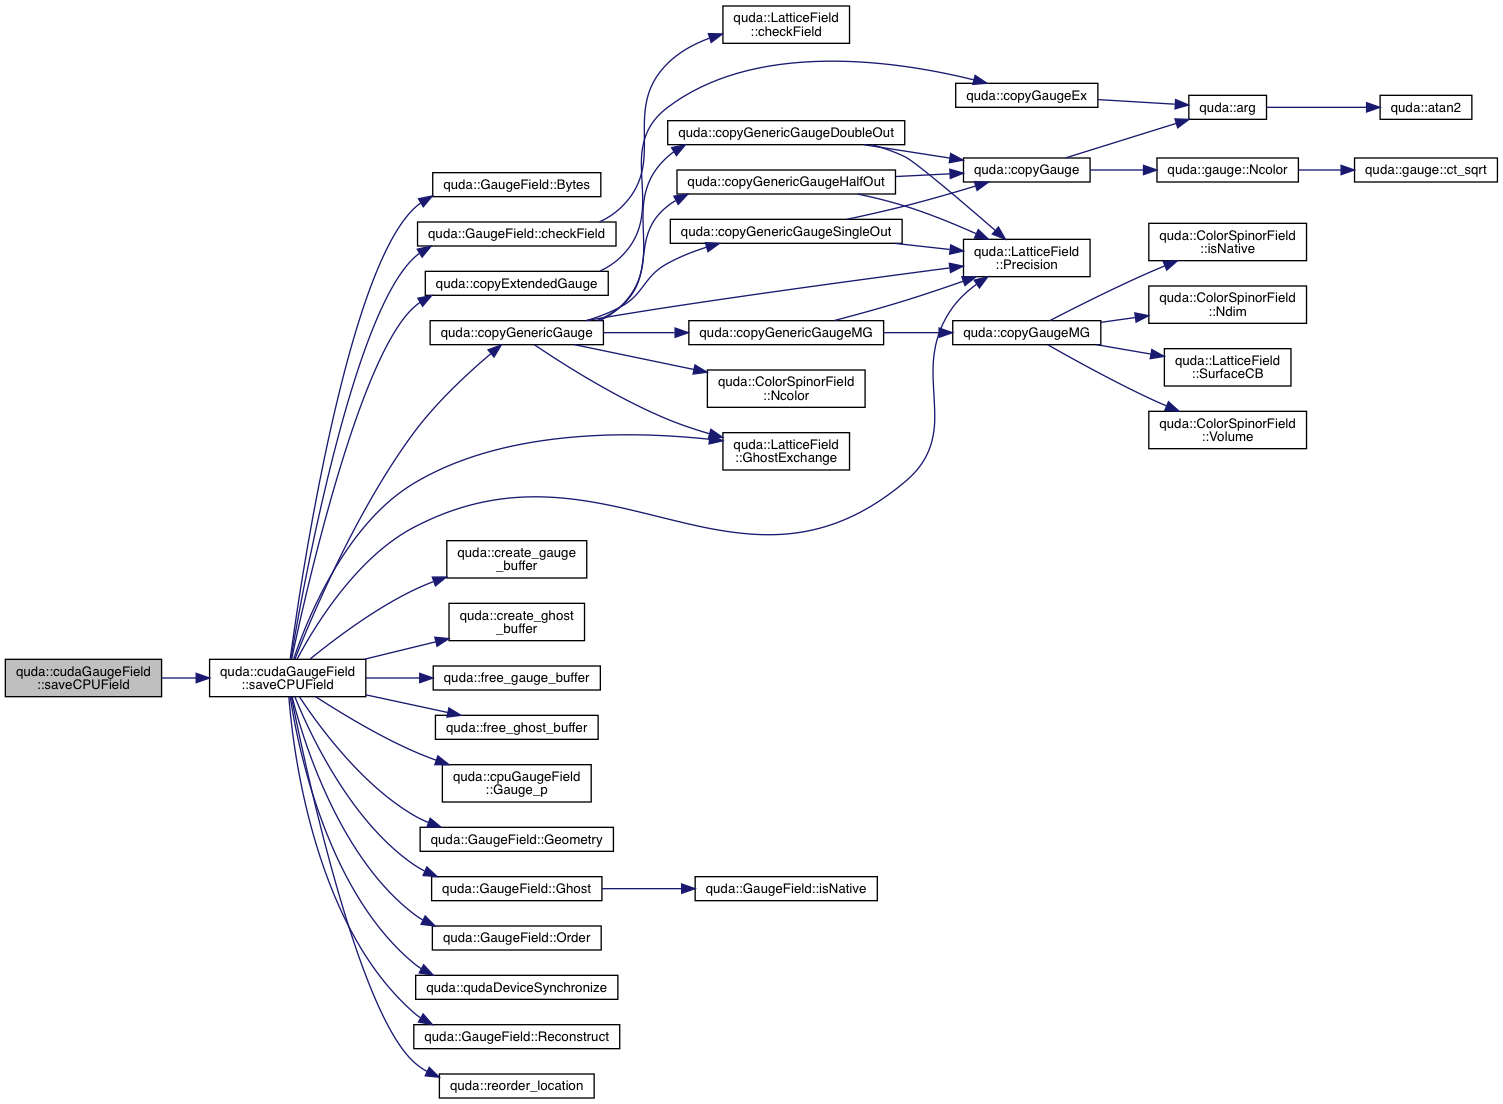 quda::cudaGaugeField
::saveCPUField
quda::cudaGaugeField
::saveCPUField
quda::GaugeField::Bytes
quda::GaugeField::checkField
quda::copyExtendedGauge
quda::copyGenericGauge
quda::create_gauge
_buffer
quda::create_ghost
_buffer
quda::free_gauge_buffer
quda::free_ghost_buffer
quda::cpuGaugeField
::Gauge_p
quda::GaugeField::Geometry
quda::GaugeField::Ghost
quda::GaugeField::Order
quda::qudaDeviceSynchronize
quda::GaugeField::Reconstruct
quda::reorder_location
quda::LatticeField
::checkField
quda::copyGenericGaugeDoubleOut
quda::copyGenericGaugeHalfOut
quda::copyGenericGaugeSingleOut
quda::copyGenericGaugeMG
quda::ColorSpinorField
::Ncolor
quda::LatticeField
::GhostExchange
quda::GaugeField::isNative
quda::copyGaugeEx
quda::copyGauge
quda::LatticeField
::Precision
quda::copyGaugeMG
quda::arg
quda::gauge::Ncolor
quda::ColorSpinorField
::isNative
quda::ColorSpinorField
::Ndim
quda::LatticeField
::SurfaceCB
quda::ColorSpinorField
::Volume
quda::atan2
quda::gauge::ct_sqrt